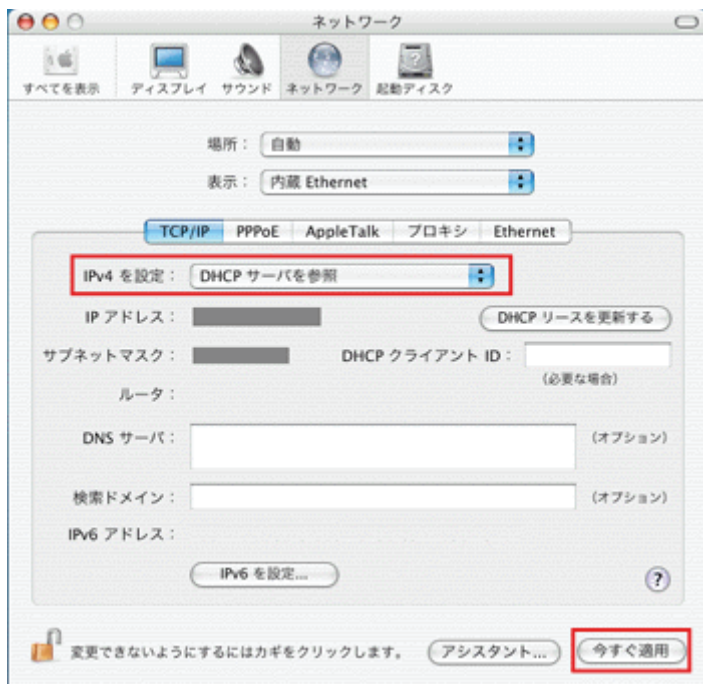 ネットワーク
すべてを表示 ディスプレイ サウンド ネットワーク 起動ディスク
場所： 自動
表示： 内蔵 Ethernet
TCP/IP PPPoE AppleTalk プロキシ Ethernet
IPv4 を設定： DHCP サーバを参照
IP アドレス： DHCP リースを更新する
サブネットマスク： DHCP クライアント ID：
(必要な場合)
ルータ：
DNS サーバ： (オプション)
検索ドメイン： (オプション)
IPv6 アドレス：
IPv6 を設定...
?
変更できないようにするにはカギをクリックします。 アシスタント... 今すぐ適用